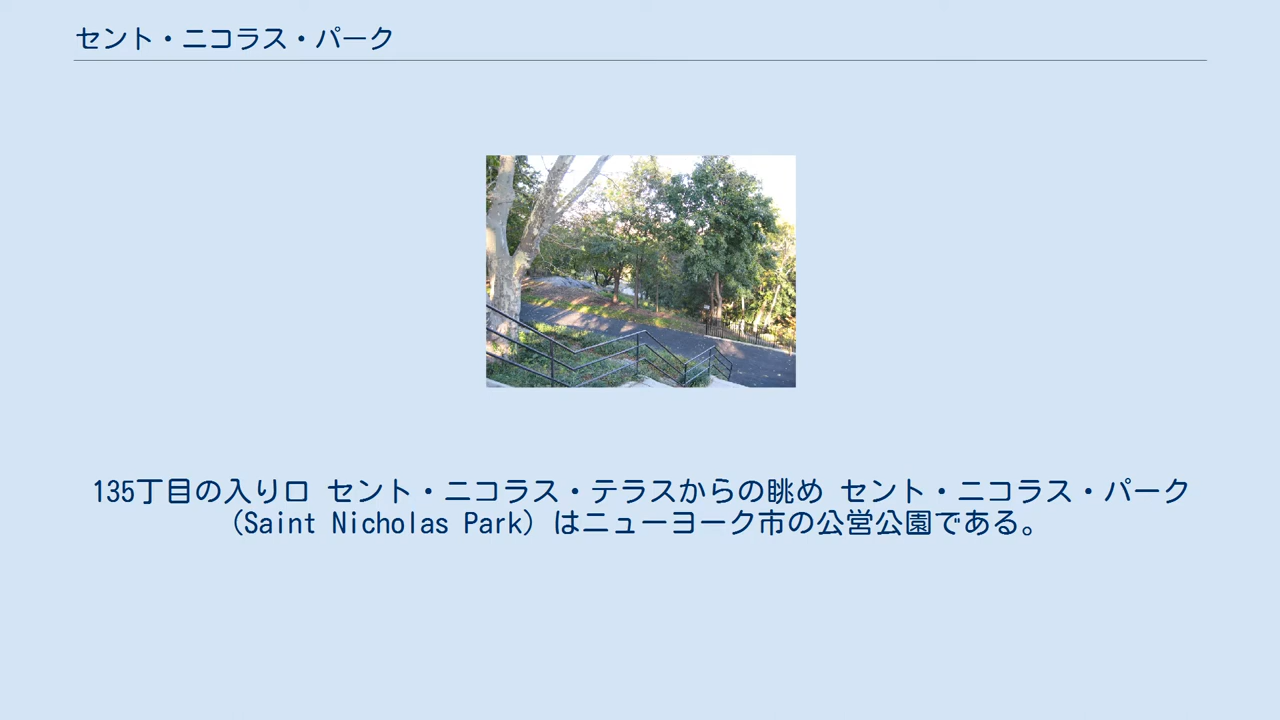 セント・ニコラス・パーク
135丁目の入り口 セント・ニコラス・テラスからの眺め セント・ニコラス・パーク
（Saint Nicholas Park）はニューヨーク市の公営公園である。